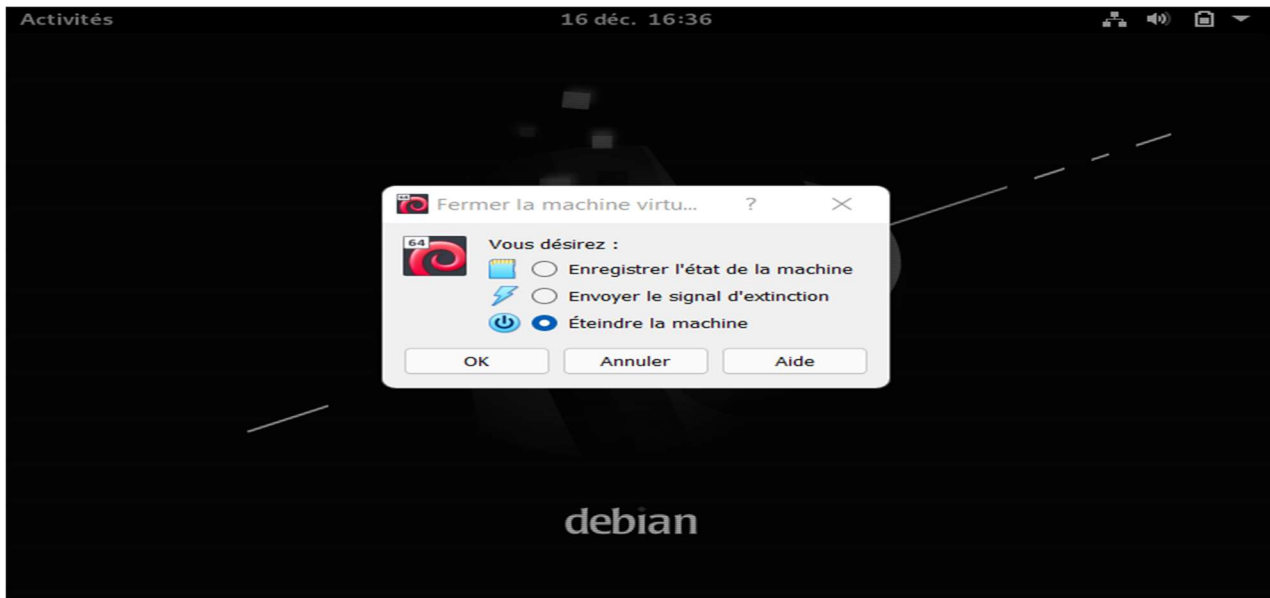 Activités 16 déc. 16:36
Fermer la machine virtu... ?
64
64
Vous désirez :
Enregistrer l'état de la machine
Envoyer le signal d'extinction
Éteindre la machine
OK Annuler Aide
debian